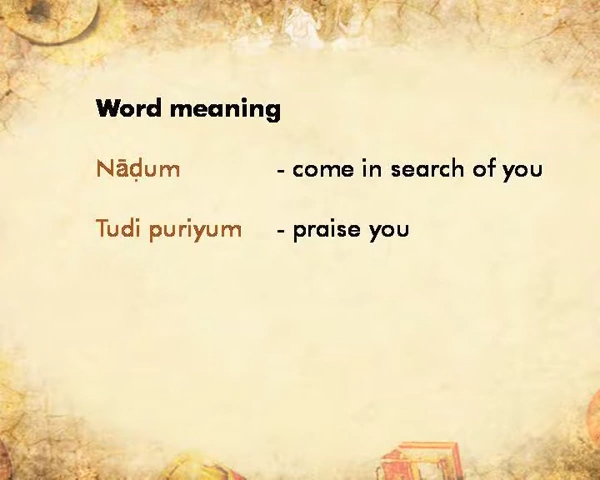 Word meaning
Nāḍum - come in search of you
Tudi puriyum - praise you